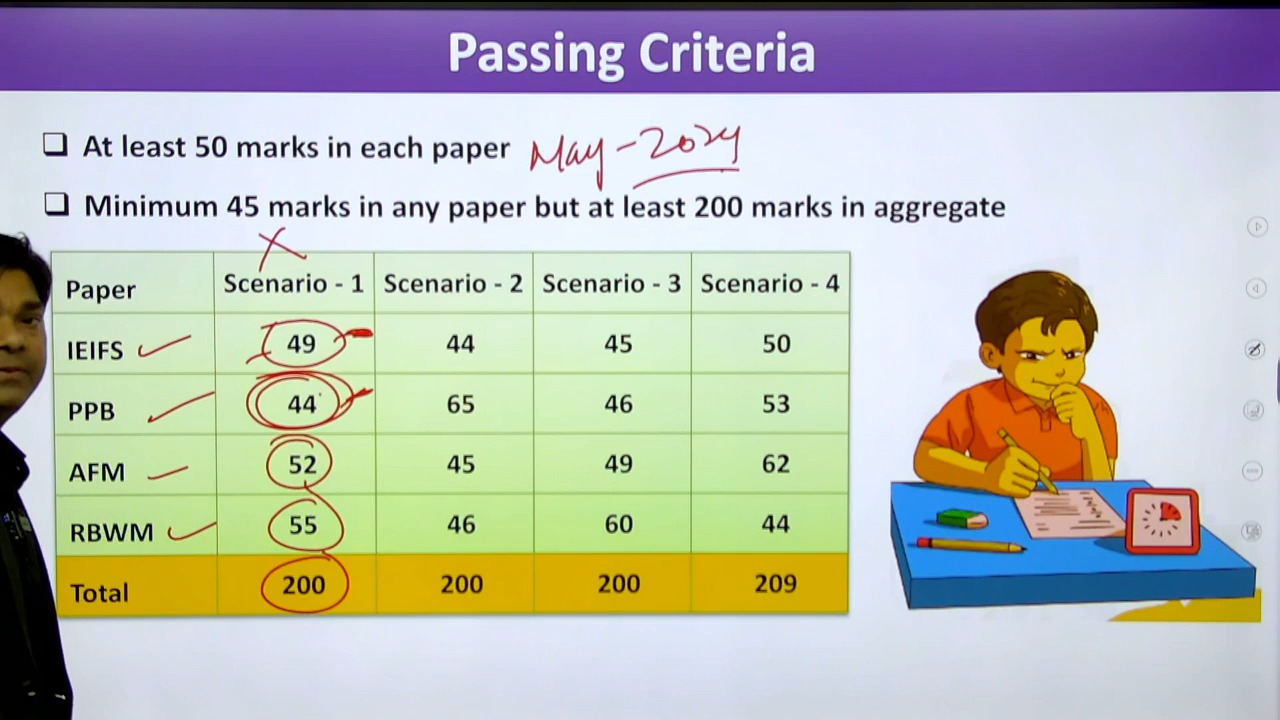 Passing Criteria
At least 50 marks in each paper May-2024
Minimum 45 marks in any paper but at least 200 marks in aggregate
Paper Scenario - 1 Scenario - 2 Scenario - 3 Scenario - 4
IEIFS 49 44 45 50
PPB 44 65 46 53
AFM 52 45 49 62
RBWM 55 46 60 44
Total 200 200 200 209